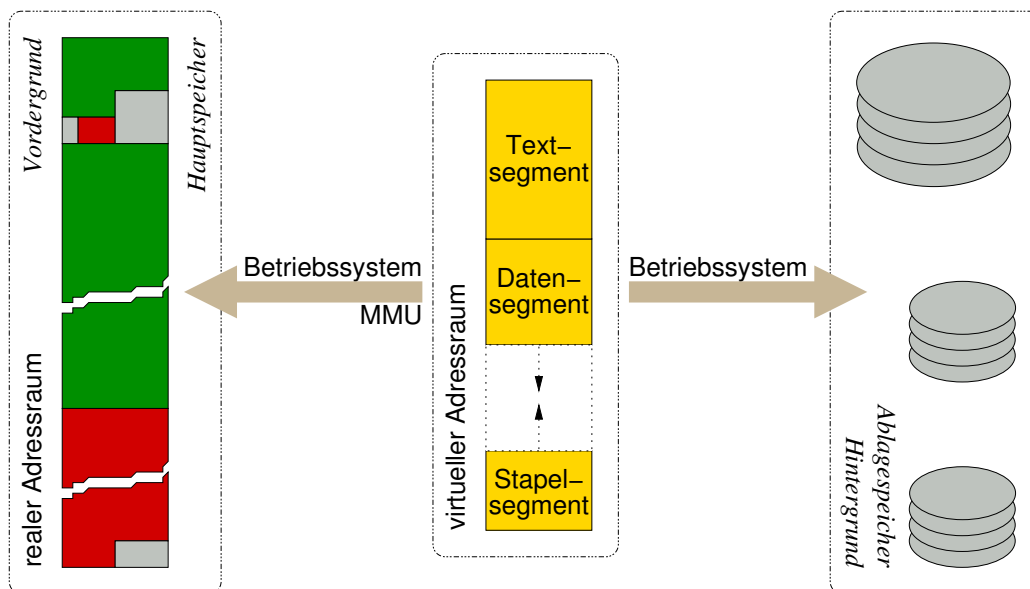 Vordergrund
Hauptspeicher
realer Adressraum
Betriebssystem
MMU
virtueller Adressraum
Text–
segment
Daten–
segment
Stapel–
segment
Betriebssystem
Ablagespeicher
Hintergrund